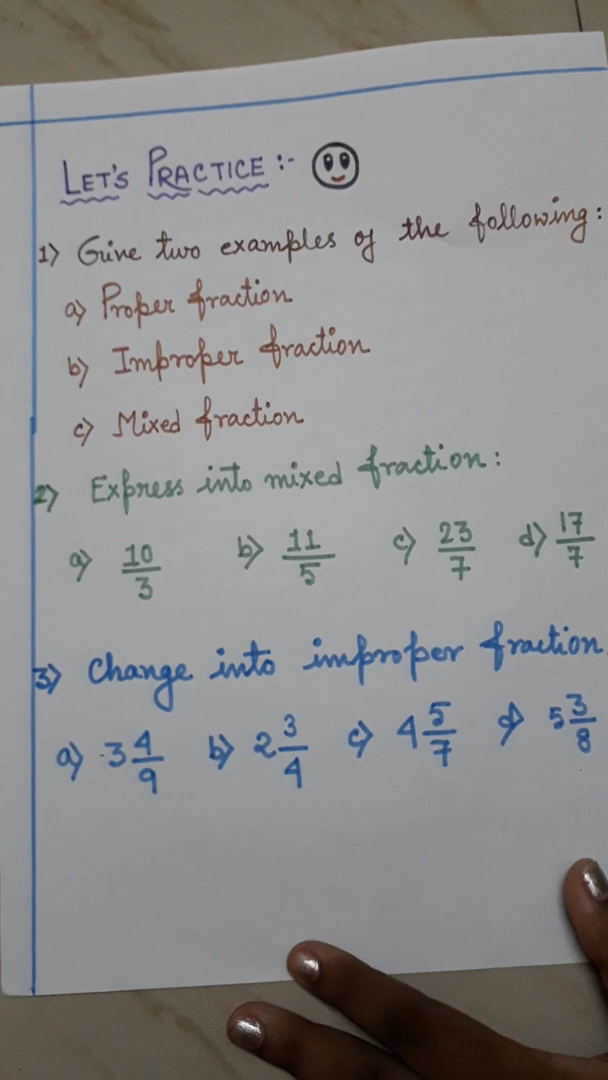 LET'S PRACTICE :-
1) Give two examples of the following:
a) Proper fraction
b) Improper fraction
c) Mixed fraction
2) Express into mixed fraction:
a) 10/3 b) 11/5 c) 23/7 d) 17/7
3) Change into improper fraction
a) 3 4/9 b) 2 3/4 c) 4 5/7 d) 5 3/8